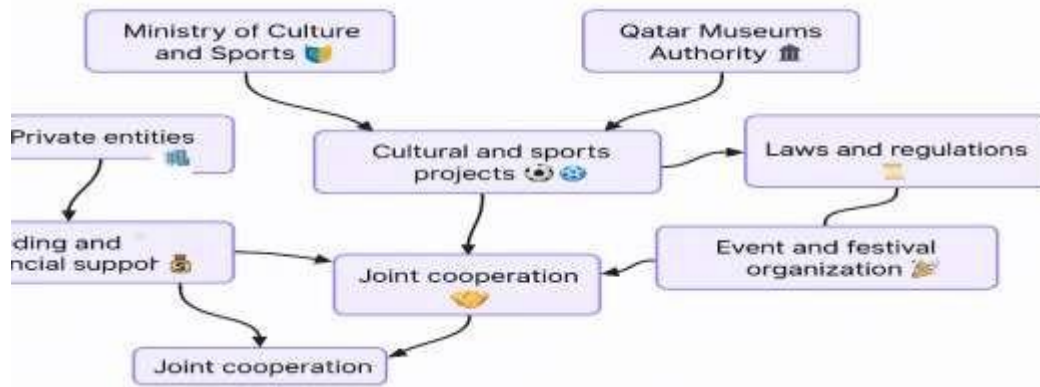 Ministry of Culture
and Sports
Qatar Museums
Authority
Private entities
Cultural and sports
projects
Laws and regulations
ding and
ncial support
Event and festival
organization
Joint cooperation
Joint cooperation